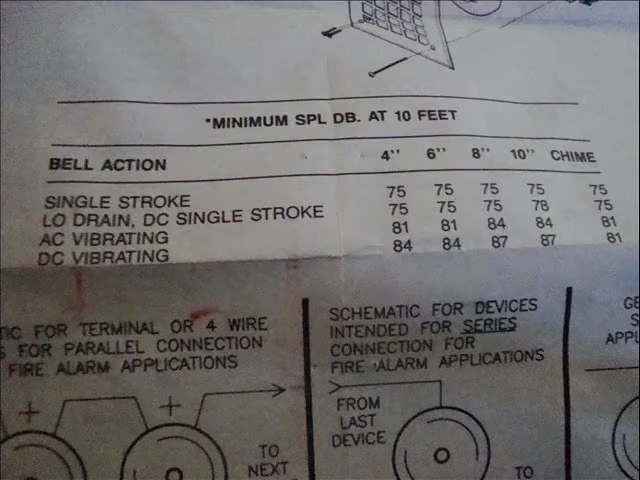 *MINIMUM SPL DB. AT 10 FEET
BELL ACTION 4'' 6'' 8'' 10'' CHIME
SINGLE STROKE 75 75 75 75 75
LO DRAIN, DC SINGLE STROKE 75 75 75 78 75
AC VIBRATING 81 81 84 84 81
DC VIBRATING 84 84 87 87 81
TIC FOR TERMINAL OR 4 WIRE
S FOR PARALLEL CONNECTION
FIRE ALARM APPLICATIONS
+ +
TO
NEXT
SCHEMATIC FOR DEVICES
INTENDED FOR SERIES
CONNECTION FOR
FIRE ALARM APPLICATIONS
FROM
LAST
DEVICE
TO
GE
S
APPL